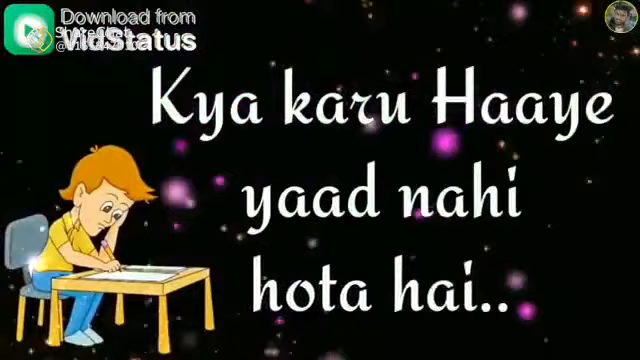 Download from
VidStatus
Kya karu Haaye
yaad nahi
hota hai..